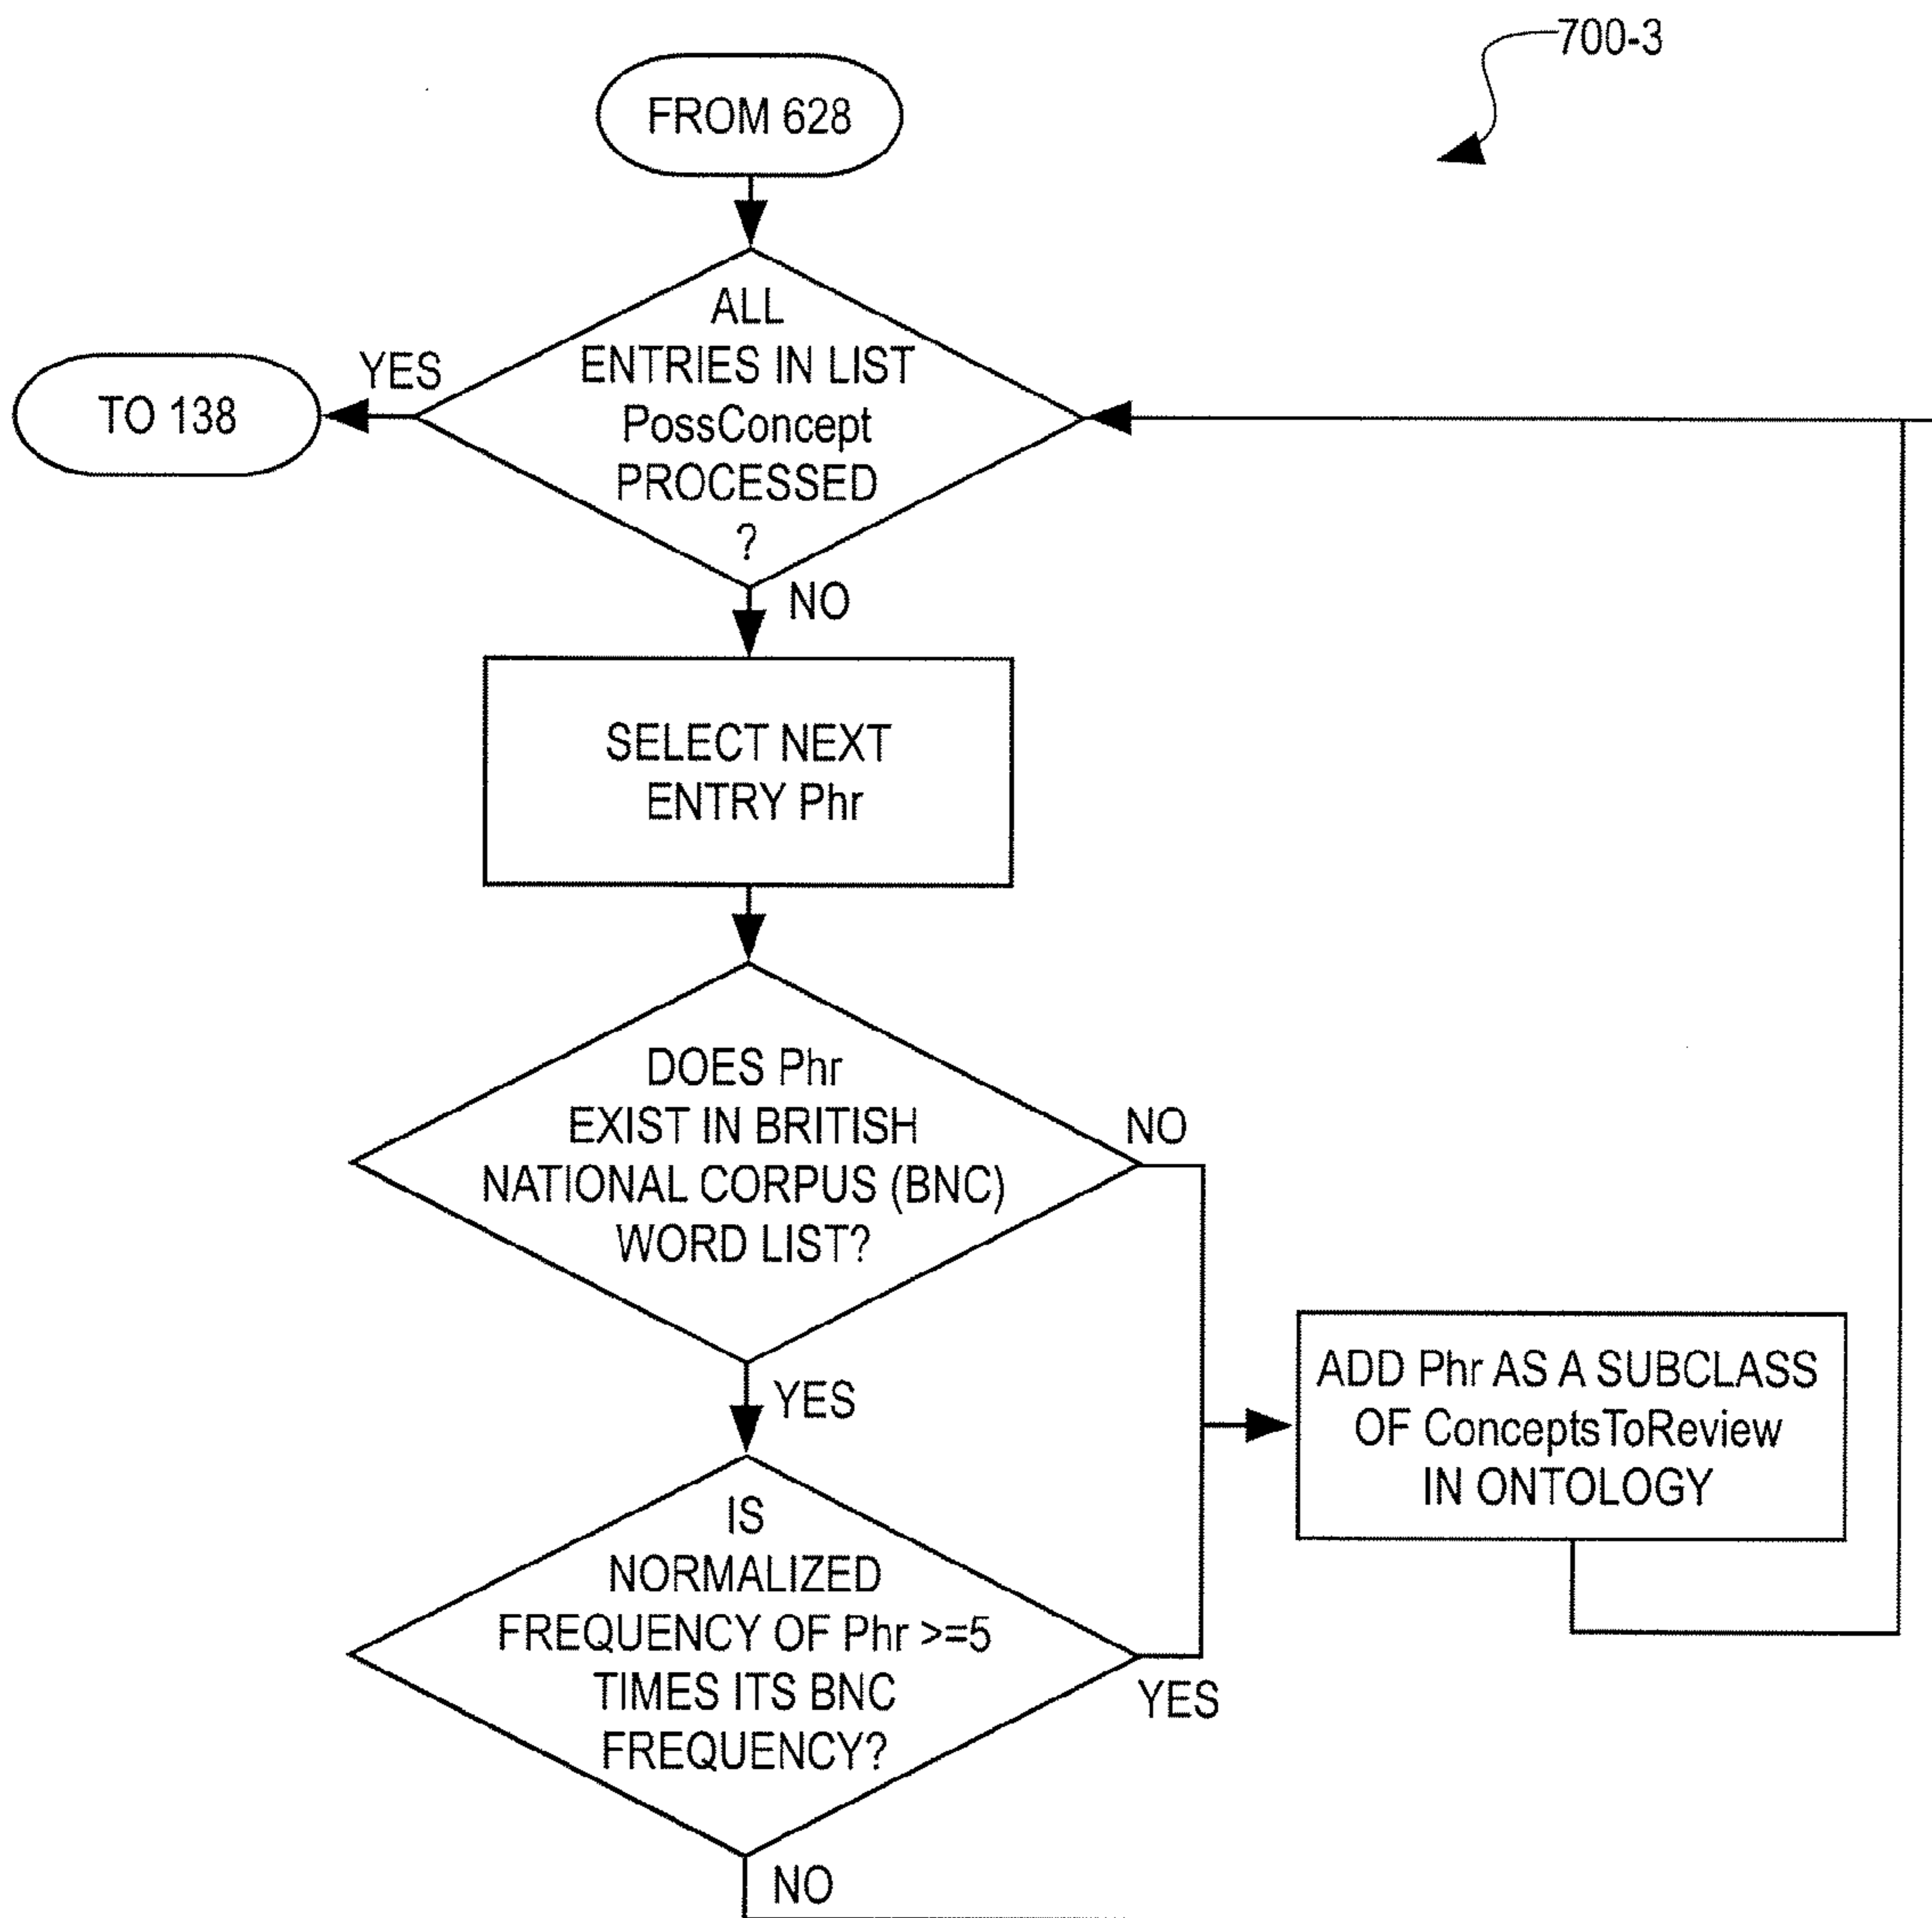 700-3
FROM 628
ALL
ENTRIES IN LIST
PossConcept
PROCESSED
?
YES
TO 138
NO
SELECT NEXT
ENTRY Phr
DOES Phr
EXIST IN BRITISH
NATIONAL CORPUS (BNC)
WORD LIST?
NO
YES
ADD Phr AS A SUBCLASS
OF ConceptsToReview
IN ONTOLOGY
IS
NORMALIZED
FREQUENCY OF Phr >=5
TIMES ITS BNC
FREQUENCY?
YES
NO